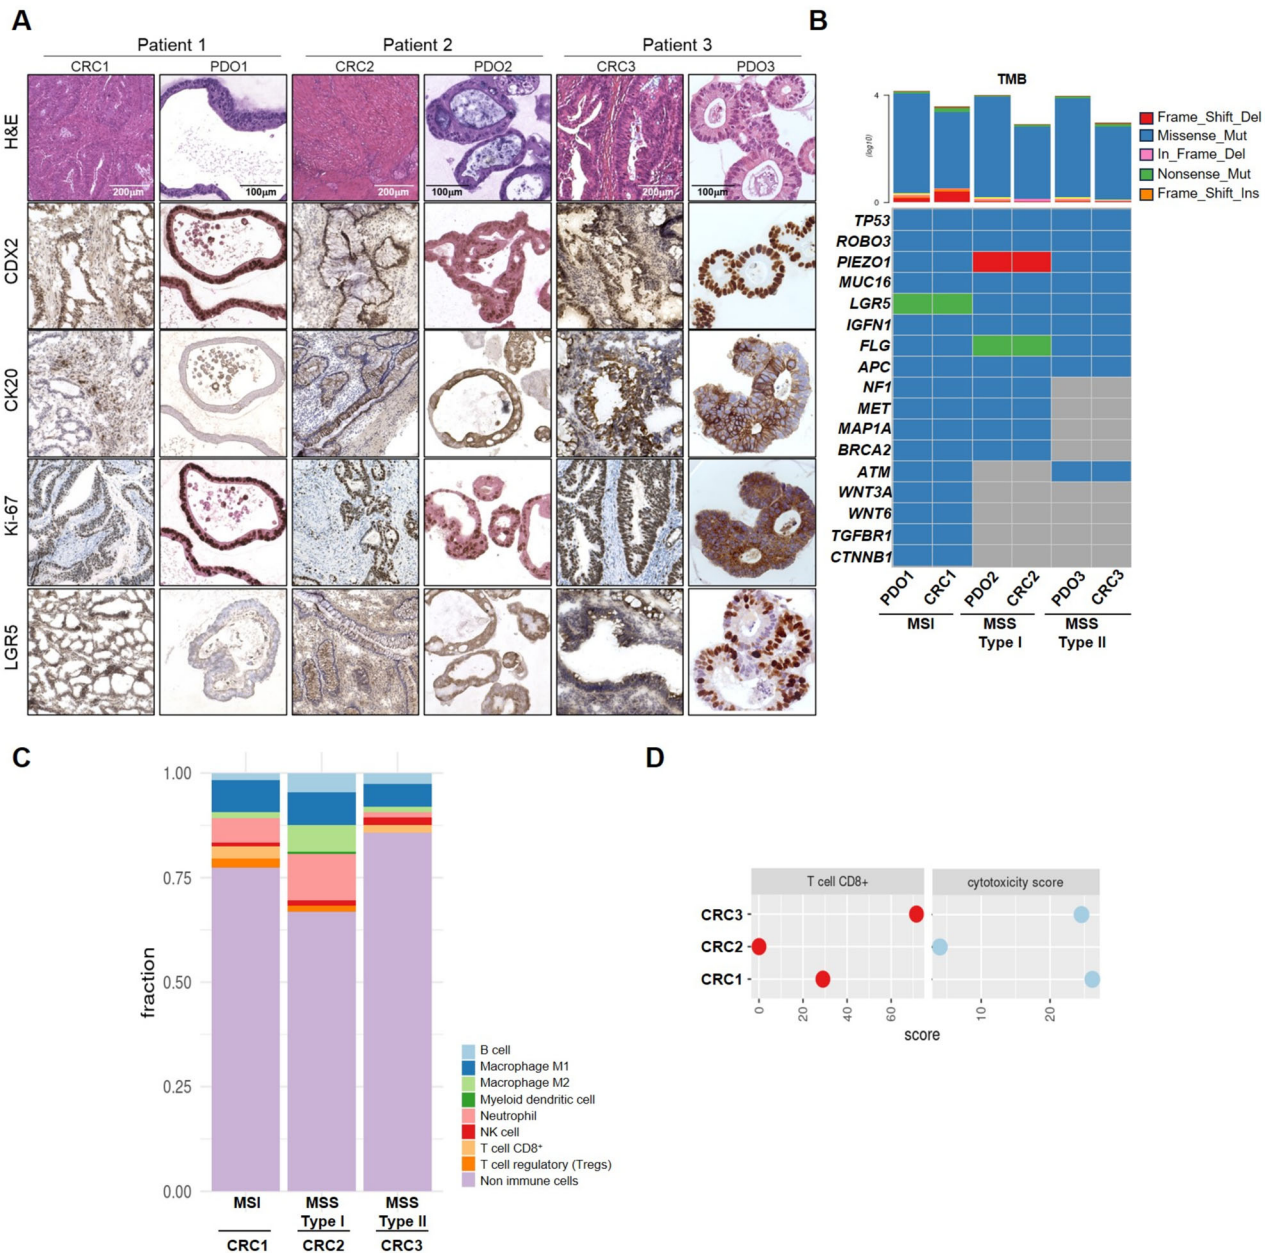 A
Patient 1
Patient 2
Patient 3
CRC1
PDO1
CRC2
PDO2
CRC3
PDO3
H&E
200µm
100µm
200µm
100µm
200µm
100µm
CDX2
CK20
Ki-67
LGR5
B
TMB
4
(log10)
0
Frame_Shift_Del
Missense_Mut
In_Frame_Del
Nonsense_Mut
Frame_Shift_Ins
TP53
ROBO3
PIEZO1
MUC16
LGR5
IGFN1
FLG
APC
NF1
MET
MAP1A
BRCA2
ATM
WNT3A
WNT6
TGFBR1
CTNNB1
PDO1
CRC1
PDO2
CRC2
PDO3
CRC3
MSI
MSS
Type I
MSS
Type II
C
1.00
0.75
0.50
0.25
0.00
fraction
B cell
Macrophage M1
Macrophage M2
Myeloid dendritic cell
Neutrophil
NK cell
T cell CD8⁺
T cell regulatory (Tregs)
Non immune cells
MSI
MSS
Type I
MSS
Type II
CRC1
CRC2
CRC3
D
T cell CD8+
cytotoxicity score
CRC3
CRC2
CRC1
0
20
40
60
10
20
score